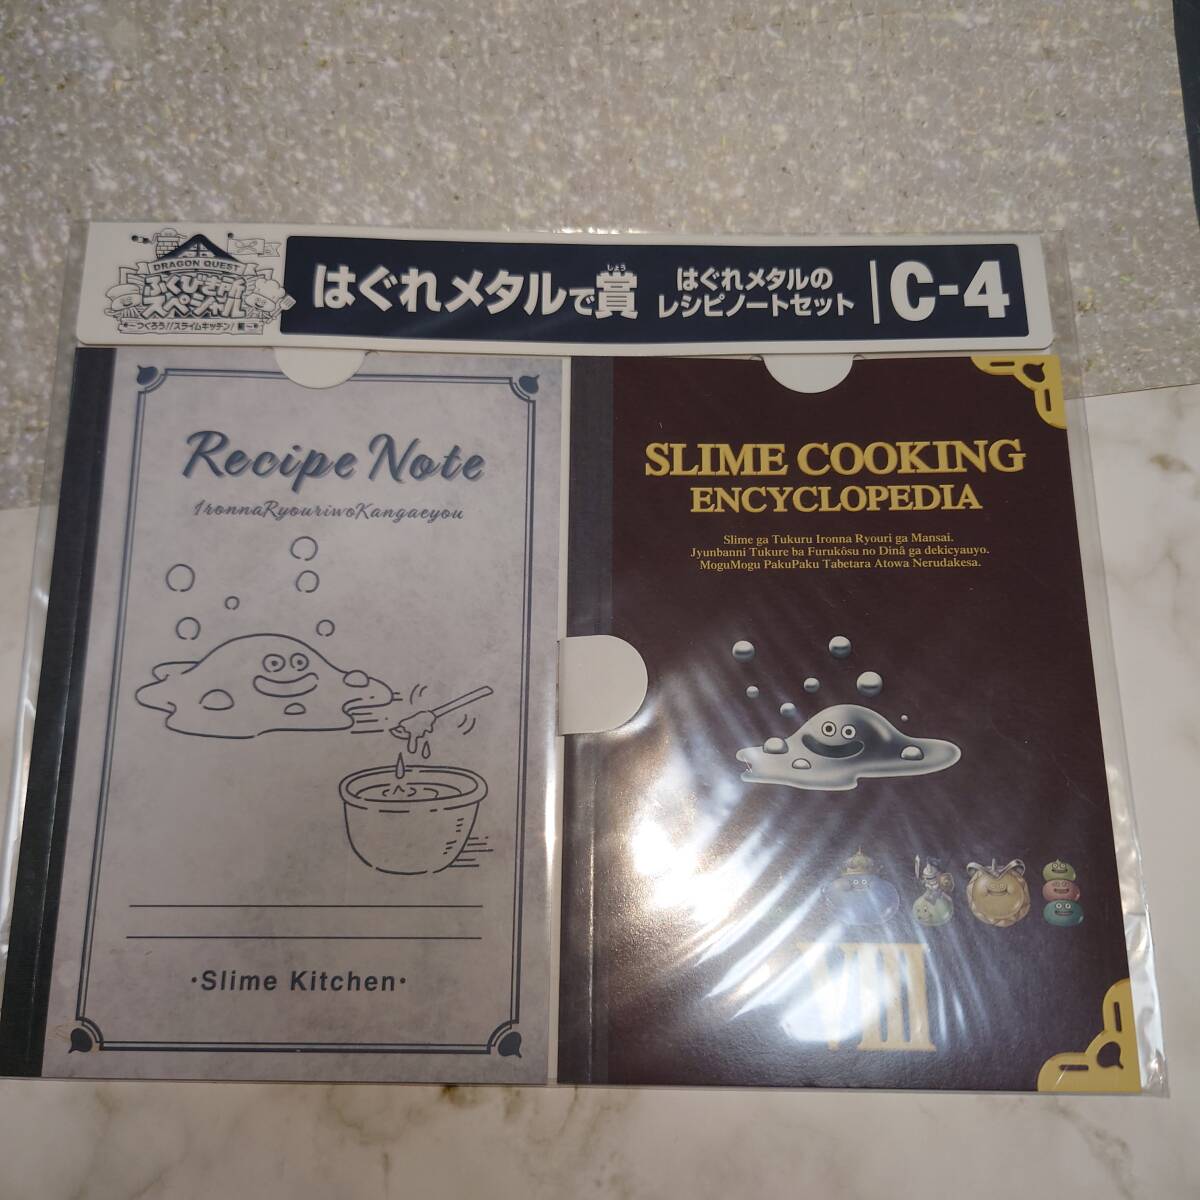 DRAGON QUEST
ふくびき所
スペシャル
～つくろう!!スライムキッチン!編～
はぐれメタルで賞
しょう
はぐれメタルの
レシピノートセット
C-4
Recipe Note
IronnaRyouriwoKangaeyou
・Slime Kitchen・
SLIME COOKING
ENCYCLOPEDIA
Slime ga Tukuru Ironna Ryouri ga Mansai.
Jyunbanni Tukure ba Furukôsu no Dinâ ga dekicyauyo.
MoguMogu PakuPaku Tabetara Atowa Nerudakesa.
VIII